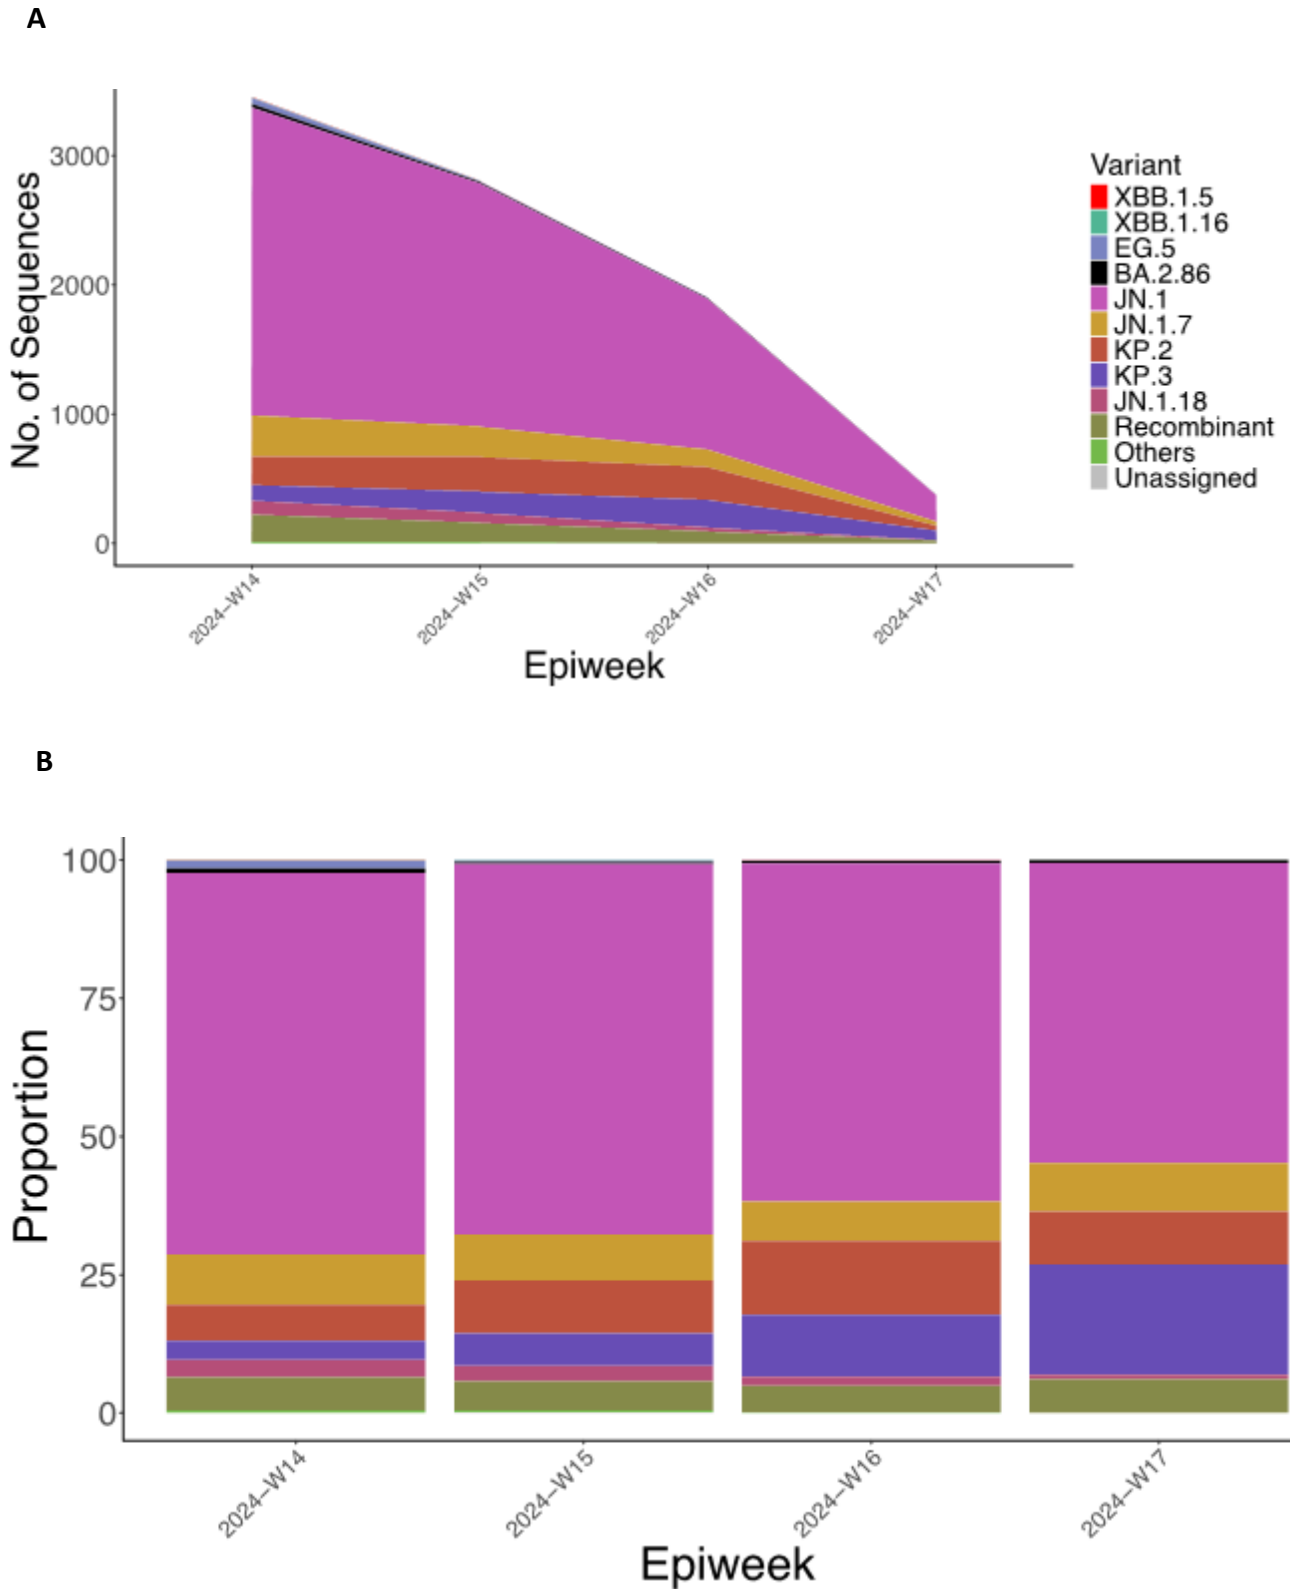 A
No. of Sequences
3000
2000
1000
0
2024–W14
2024–W15
2024–W16
2024–W17
Epiweek
Variant
XBB.1.5
XBB.1.16
EG.5
BA.2.86
JN.1
JN.1.7
KP.2
KP.3
JN.1.18
Recombinant
Others
Unassigned
B
Proportion
100
75
50
25
0
2024–W14
2024–W15
2024–W16
2024–W17
Epiweek